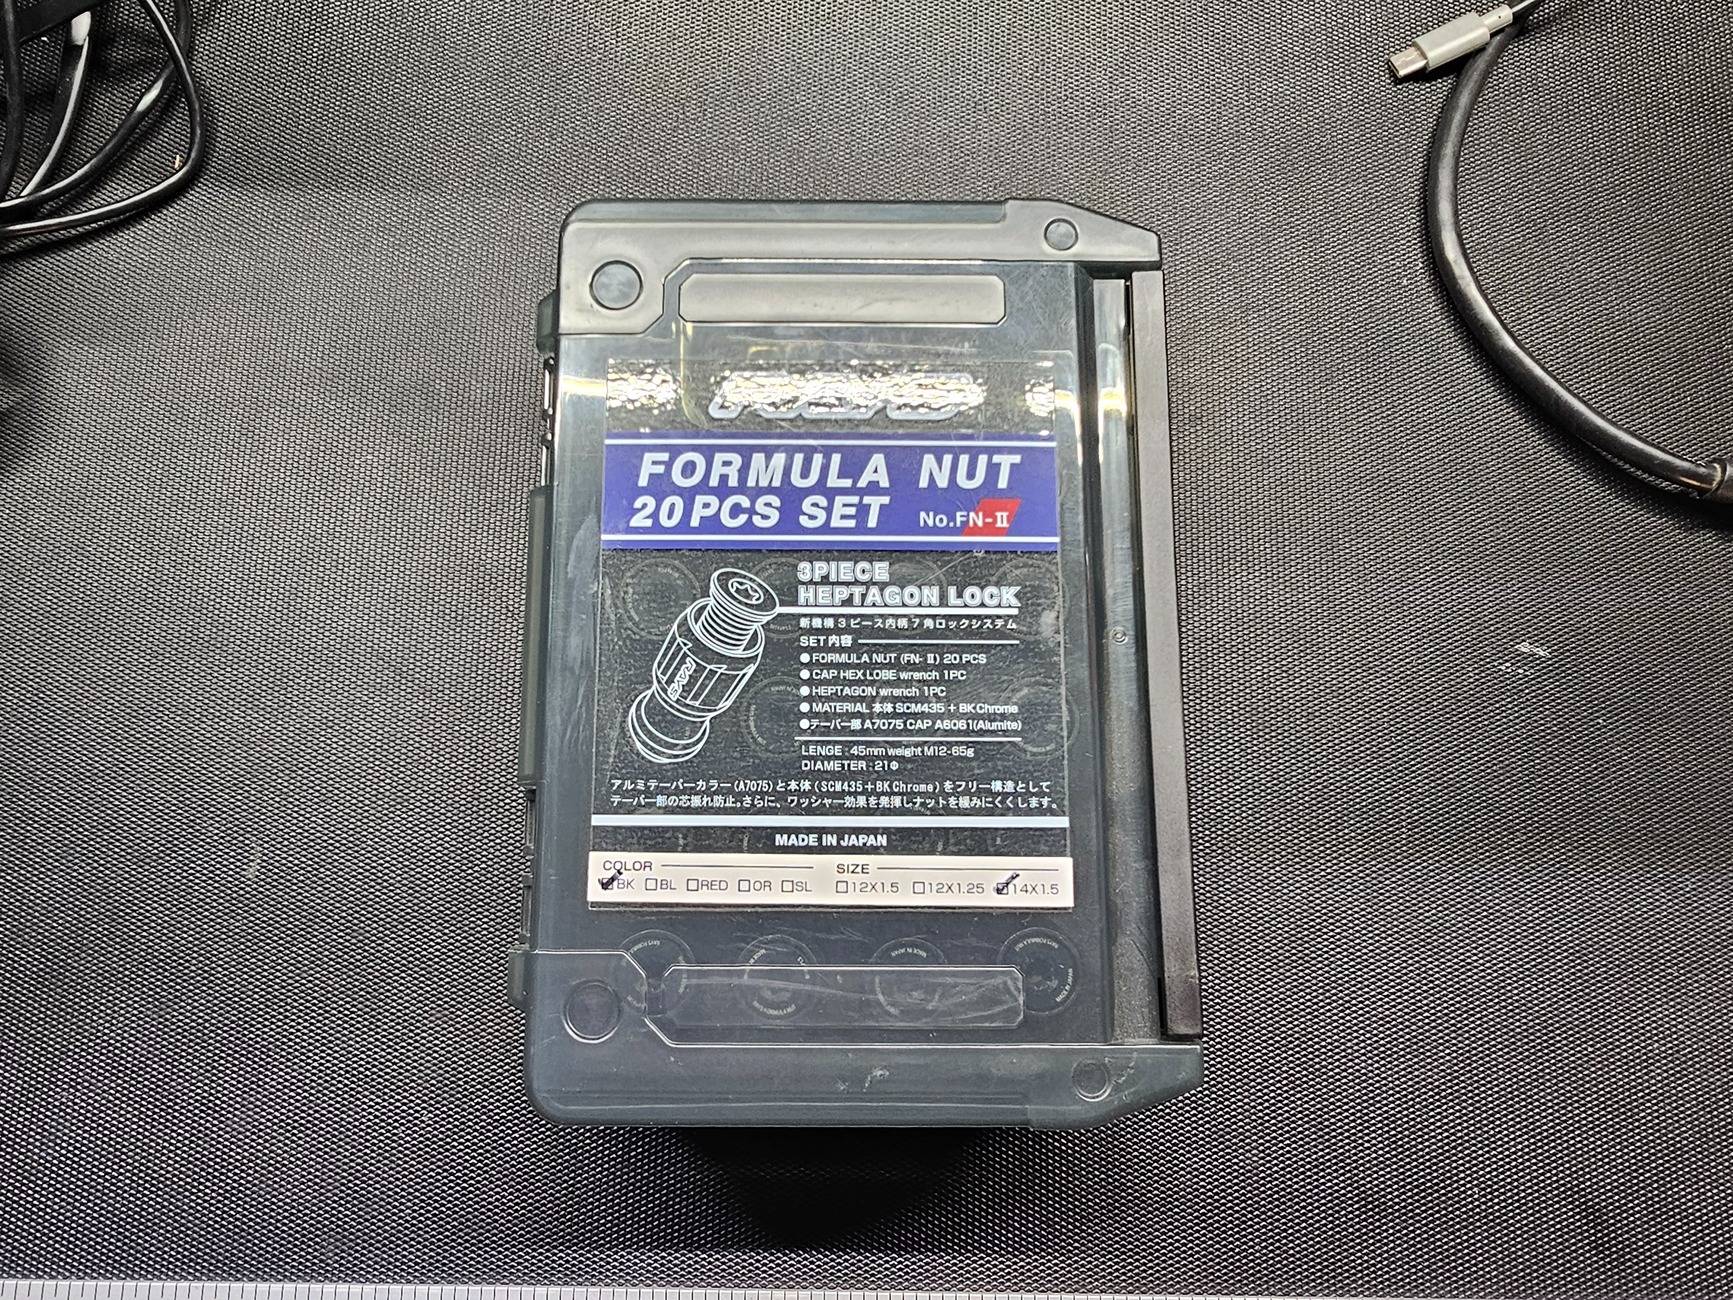 RAYS
FORMULA NUT
20PCS SET No.FN-Ⅱ
3PIECE
HEPTAGON LOCK
新機構3ピース内柄7角ロックシステム
SET内容
●FORMULA NUT (FN-Ⅱ) 20 PCS
●CAP HEX LOBE wrench 1PC
●HEPTAGON wrench 1PC
●MATERIAL 本体 SCM435 + BK Chrome
●テーパー部 A7075 CAP A6061(Alumite)
LENGE : 45mm weight M12-65g
DIAMETER : 21Φ
RAYS
アルミテーパーカラー(A7075)と本体(SCM435+BK Chrome)をフリー構造として
テーパー部の芯振れ防止。さらに、ワッシャー効果を発揮しナットを緩みにくくします。
MADE IN JAPAN
COLOR SIZE
BK □BL □RED □OR □SL □12X1.5 □12X1.25 14X1.5